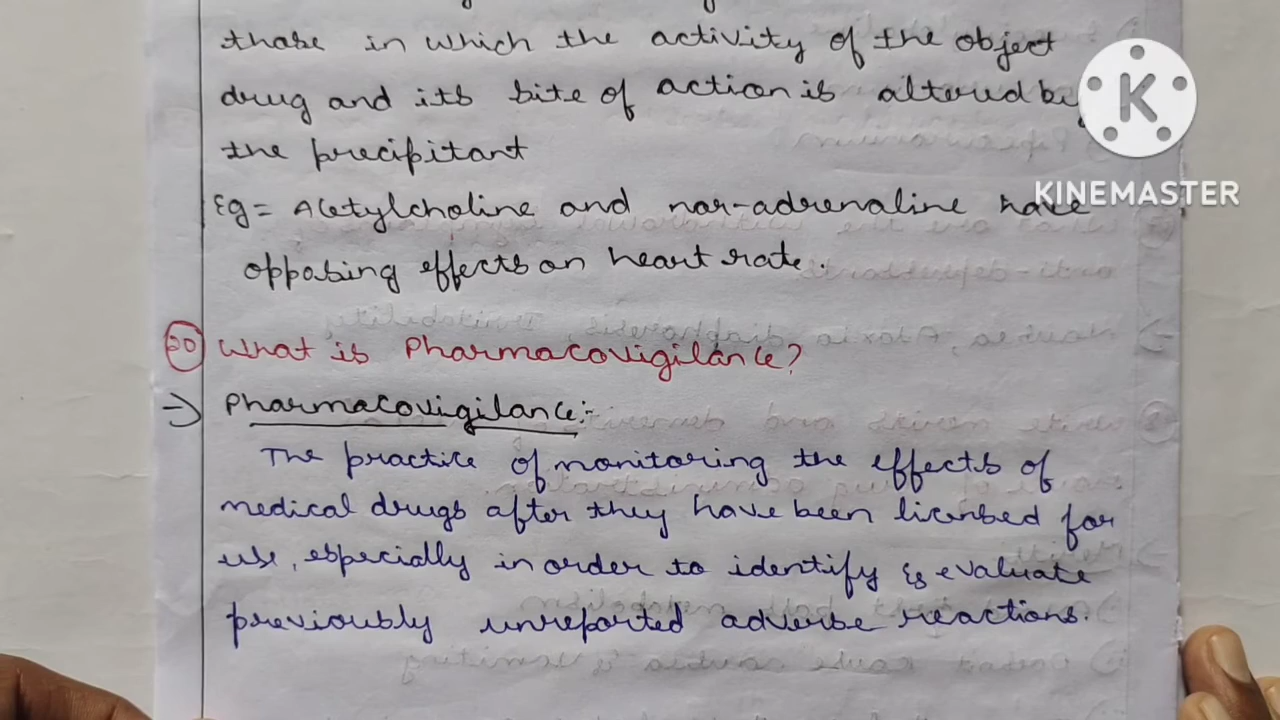 those in which the activity of the object
drug and its site of action is altered by
the precipitant
Eg = Acetylcholine and nor-adrenaline have
opposing effects on heart rate.
20 What is Pharmacovigilance?
→ Pharmacovigilance:-
The practice of monitoring the effects of
medical drugs after they have been licensed for
use, especially in order to identify & evaluate
previously unreported adverse reactions.
K
KINEMASTER